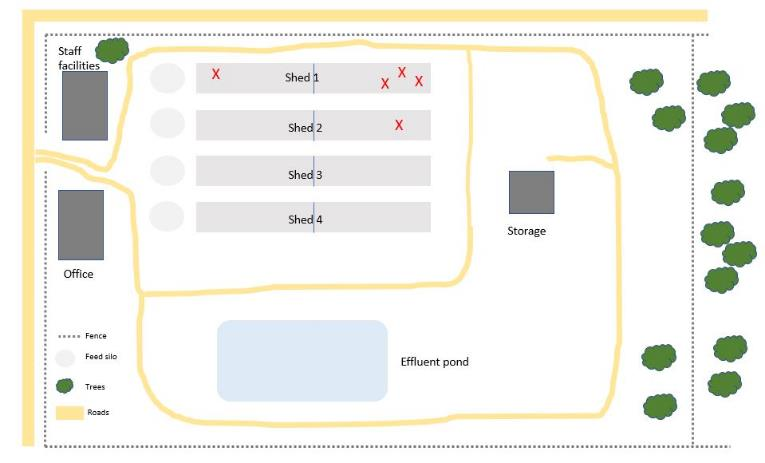 Staff
facilities
Shed 1
X
X
X
X
Shed 2
X
Shed 3
Shed 4
Storage
Office
Effluent pond
Fence
Feed silo
Trees
Roads